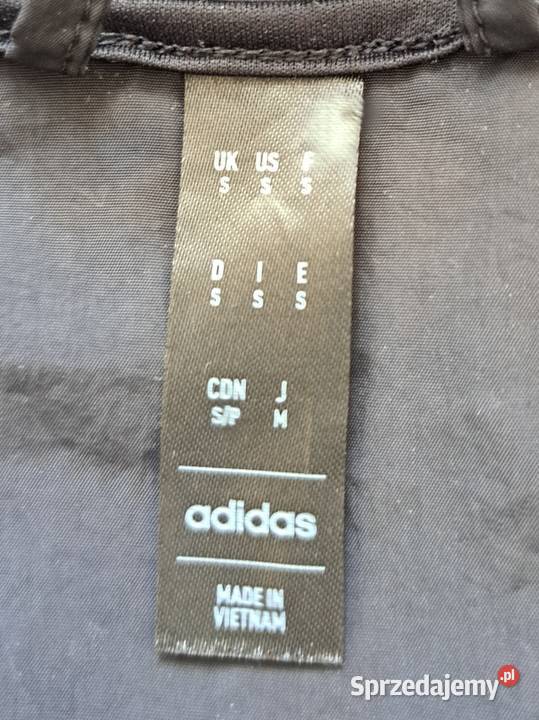 UK US F
S S S
D I E
S S S
CDN J
S/P M
adidas
MADE IN
VIETNAM
Sprzedajemy.pl